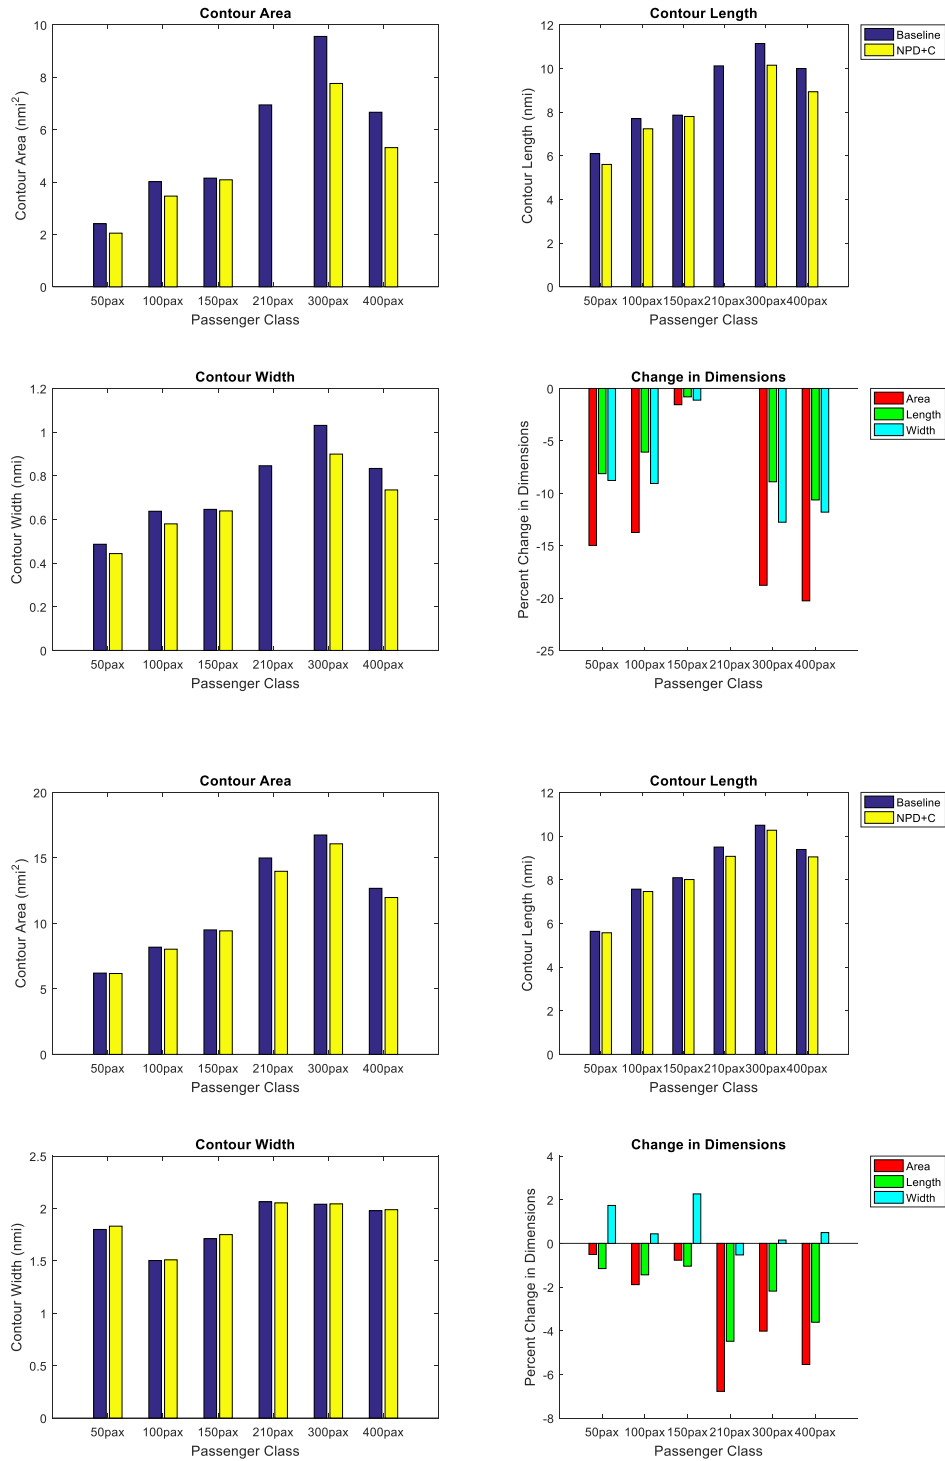 Contour Area
10
8
6
4
2
0
Contour Area (nmi2)
50pax 100pax 150pax 210pax 300pax 400pax
Passenger Class
Contour Length
12
10
8
6
4
2
0
Contour Length (nmi)
50pax 100pax 150pax 210pax 300pax 400pax
Passenger Class
Baseline
NPD+C
Contour Width
1.2
1
0.8
0.6
0.4
0.2
0
Contour Width (nmi)
50pax 100pax 150pax 210pax 300pax 400pax
Passenger Class
Change in Dimensions
0
-5
-10
-15
-20
-25
Percent Change in Dimensions
50pax 100pax 150pax 210pax 300pax 400pax
Passenger Class
Area
Length
Width
Contour Area
20
15
10
5
0
Contour Area (nmi2)
50pax 100pax 150pax 210pax 300pax 400pax
Passenger Class
Contour Length
12
10
8
6
4
2
0
Contour Length (nmi)
50pax 100pax 150pax 210pax 300pax 400pax
Passenger Class
Baseline
NPD+C
Contour Width
2.5
2
1.5
1
0.5
0
Contour Width (nmi)
50pax 100pax 150pax 210pax 300pax 400pax
Passenger Class
Change in Dimensions
4
2
0
-2
-4
-6
-8
Percent Change in Dimensions
50pax 100pax 150pax 210pax 300pax 400pax
Passenger Class
Area
Length
Width